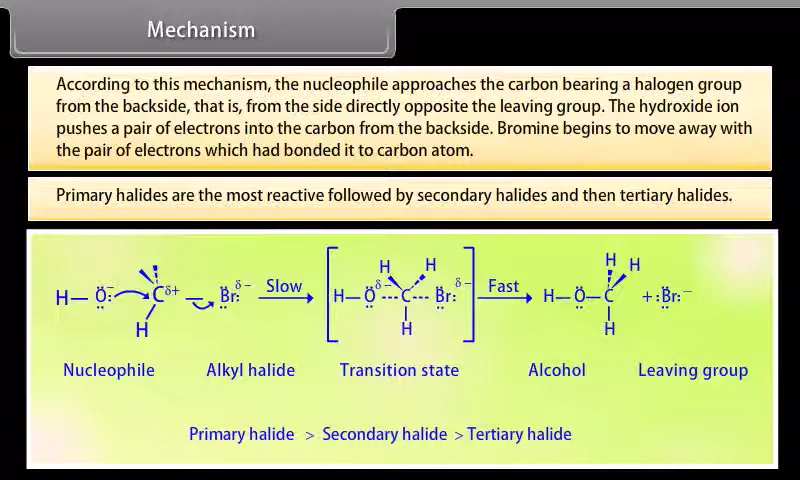 Mechanism
According to this mechanism, the nucleophile approaches the carbon bearing a halogen group
from the backside, that is, from the side directly opposite the leaving group. The hydroxide ion
pushes a pair of electrons into the carbon from the backside. Bromine begins to move away with
the pair of electrons which had bonded it to carbon atom.
Primary halides are the most reactive followed by secondary halides and then tertiary halides.
H H H H
H—O:⁻ C δ+ — Br: δ− Slow H—O δ− ---C--- Br: δ− Fast H—O—C + :Br:⁻
H H H
Nucleophile Alkyl halide Transition state Alcohol Leaving group
Primary halide > Secondary halide > Tertiary halide